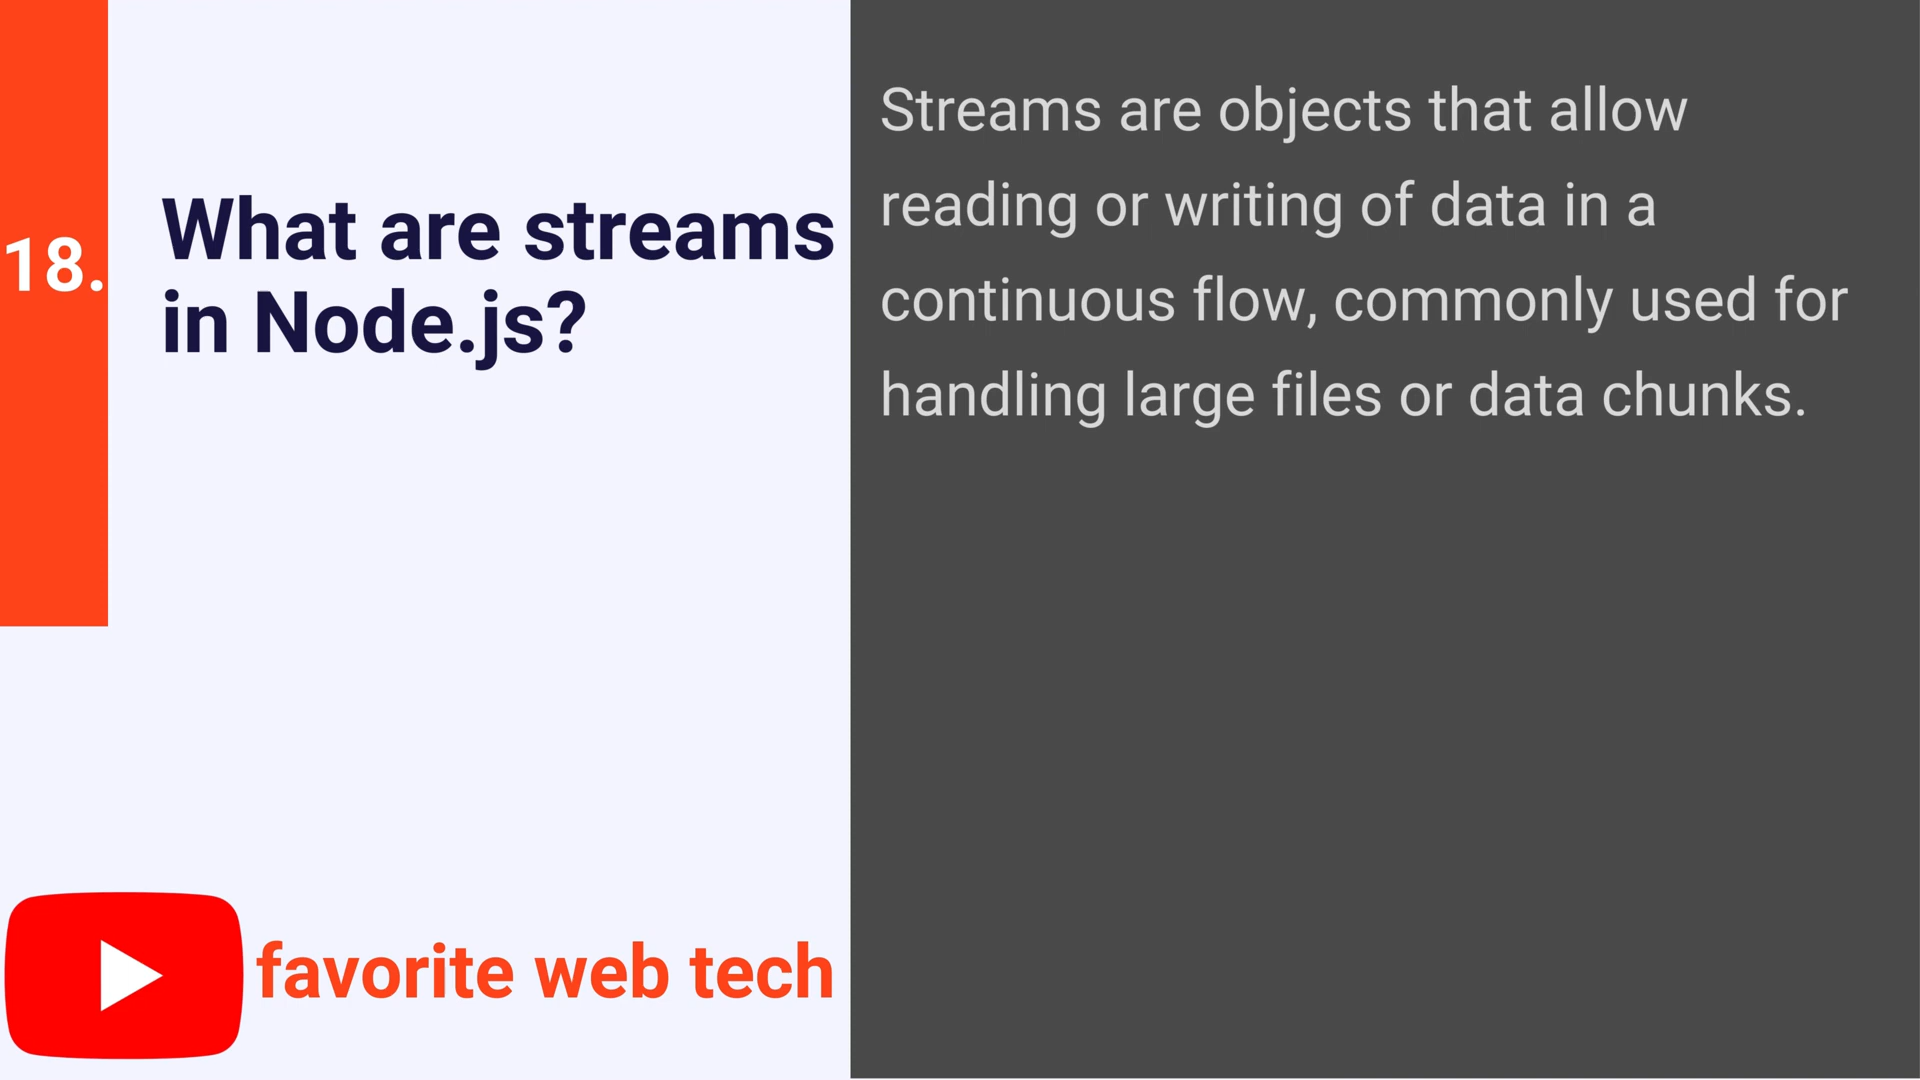 18.
What are streams
in Node.js?
Streams are objects that allow
reading or writing of data in a
continuous flow, commonly used for
handling large files or data chunks.
favorite web tech